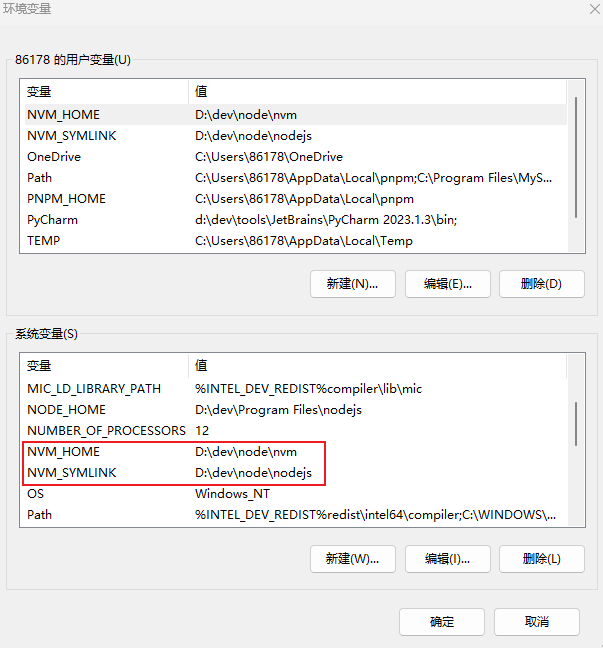 环境变量
86178 的用户变量(U)
变量 值
NVM_HOME D:\dev\node\nvm
NVM_SYMLINK D:\dev\node\nodejs
OneDrive C:\Users\86178\OneDrive
Path C:\Users\86178\AppData\Local\pnpm;C:\Program Files\MyS...
PNPM_HOME C:\Users\86178\AppData\Local\pnpm
PyCharm d:\dev\tools\JetBrains\PyCharm 2023.1.3\bin;
TEMP C:\Users\86178\AppData\Local\Temp
新建(N)... 编辑(E)... 删除(D)
系统变量(S)
变量 值
MIC_LD_LIBRARY_PATH %INTEL_DEV_REDIST%compiler\lib\mic
NODE_HOME D:\dev\Program Files\nodejs
NUMBER_OF_PROCESSORS 12
NVM_HOME D:\dev\node\nvm
NVM_SYMLINK D:\dev\node\nodejs
OS Windows_NT
Path %INTEL_DEV_REDIST%redist\intel64\compiler;C:\WINDOWS\...
新建(W)... 编辑(I)... 删除(L)
确定 取消